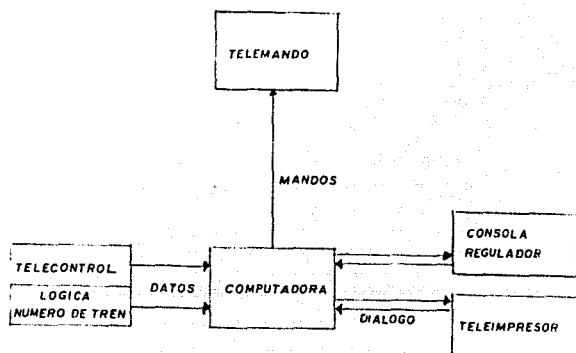 TELEMANDO
MANDOS
CONSOLA
REGULADOR
TELECONTROL
LOGICA
NUMERO DE TREN
DATOS
COMPUTADORA
DIALOGO
TELEIMPRESOR